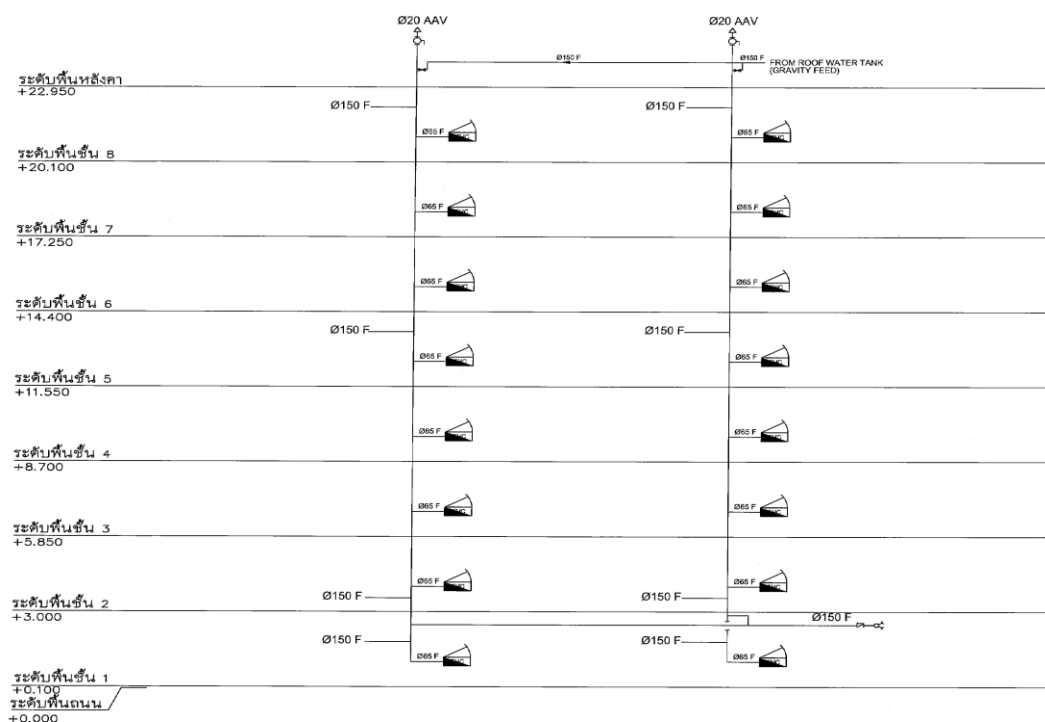 Ø20 AAV Ø20 AAV
Ø150 F Ø150 F FROM ROOF WATER TANK
(GRAVITY FEED)
ระดับพื้นหลังคา
+22.950
Ø150 F Ø150 F
Ø65 F Ø65 F
ระดับพื้นชั้น 8
+20.100
Ø65 F Ø65 F
ระดับพื้นชั้น 7
+17.250
Ø65 F Ø65 F
ระดับพื้นชั้น 6
+14.400
Ø150 F Ø150 F
Ø65 F Ø65 F
ระดับพื้นชั้น 5
+11.550
Ø65 F Ø65 F
ระดับพื้นชั้น 4
+8.700
Ø65 F Ø65 F
ระดับพื้นชั้น 3
+5.850
Ø65 F Ø65 F
Ø150 F Ø150 F
ระดับพื้นชั้น 2
+3.000
Ø150 F
Ø150 F Ø150 F
Ø65 F Ø65 F
ระดับพื้นชั้น 1
+0.100
ระดับพื้นถนน
+0.000